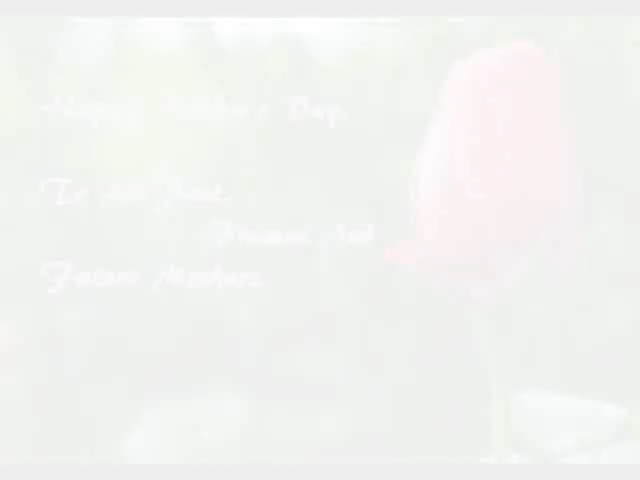 Happy Mother's Day.
To All Past,
Present And
Future Mothers.